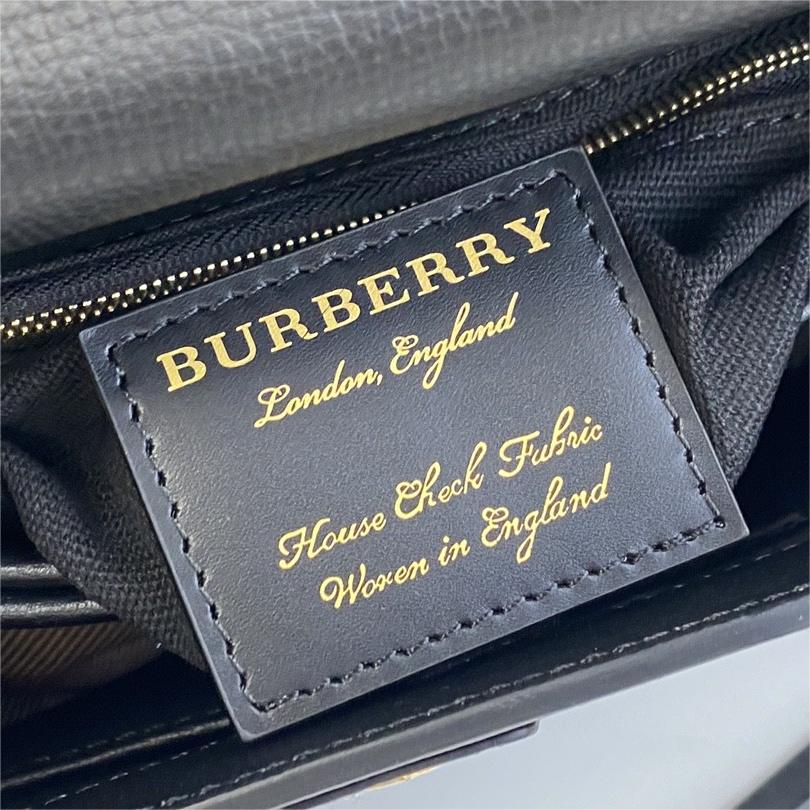 BURBERRY
London, England
House Check Fabric
Woven in England